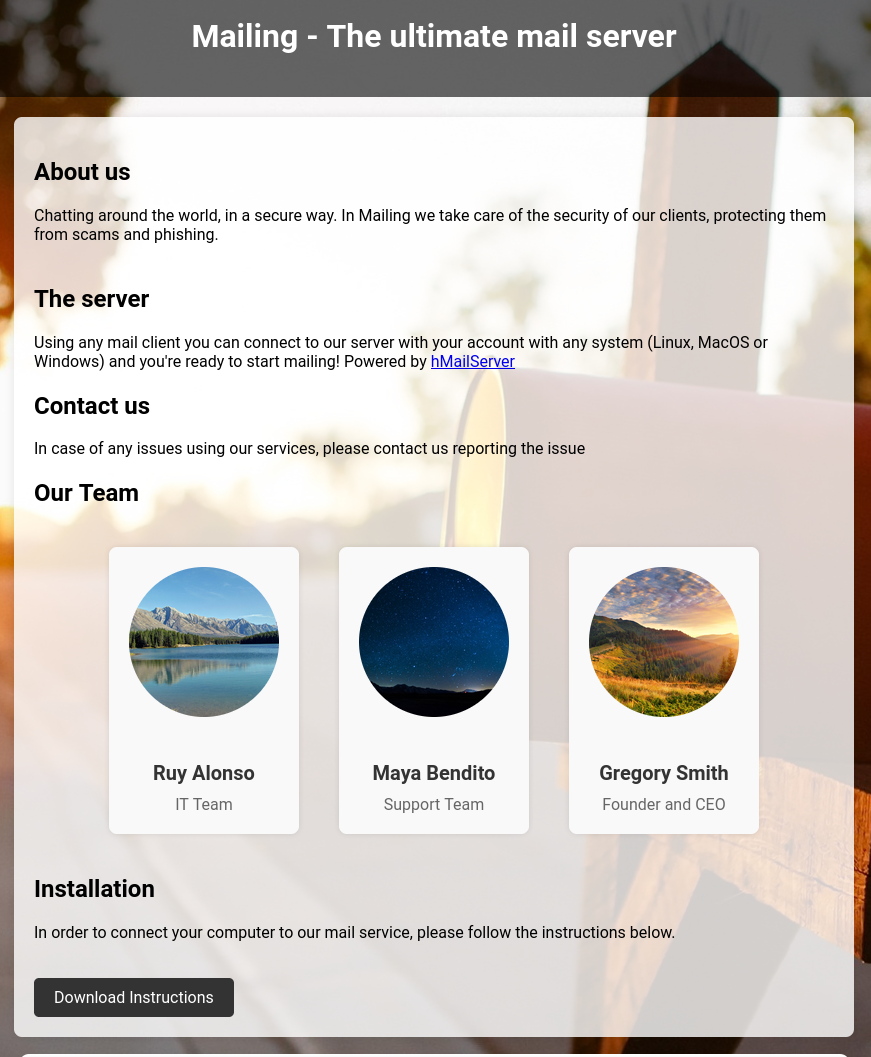 Mailing - The ultimate mail server
About us
Chatting around the world, in a secure way. In Mailing we take care of the security of our clients, protecting them
from scams and phishing.
The server
Using any mail client you can connect to our server with your account with any system (Linux, MacOS or
Windows) and you're ready to start mailing! Powered by hMailServer
Contact us
In case of any issues using our services, please contact us reporting the issue
Our Team
Ruy Alonso
IT Team
Maya Bendito
Support Team
Gregory Smith
Founder and CEO
Installation
In order to connect your computer to our mail service, please follow the instructions below.
Download Instructions